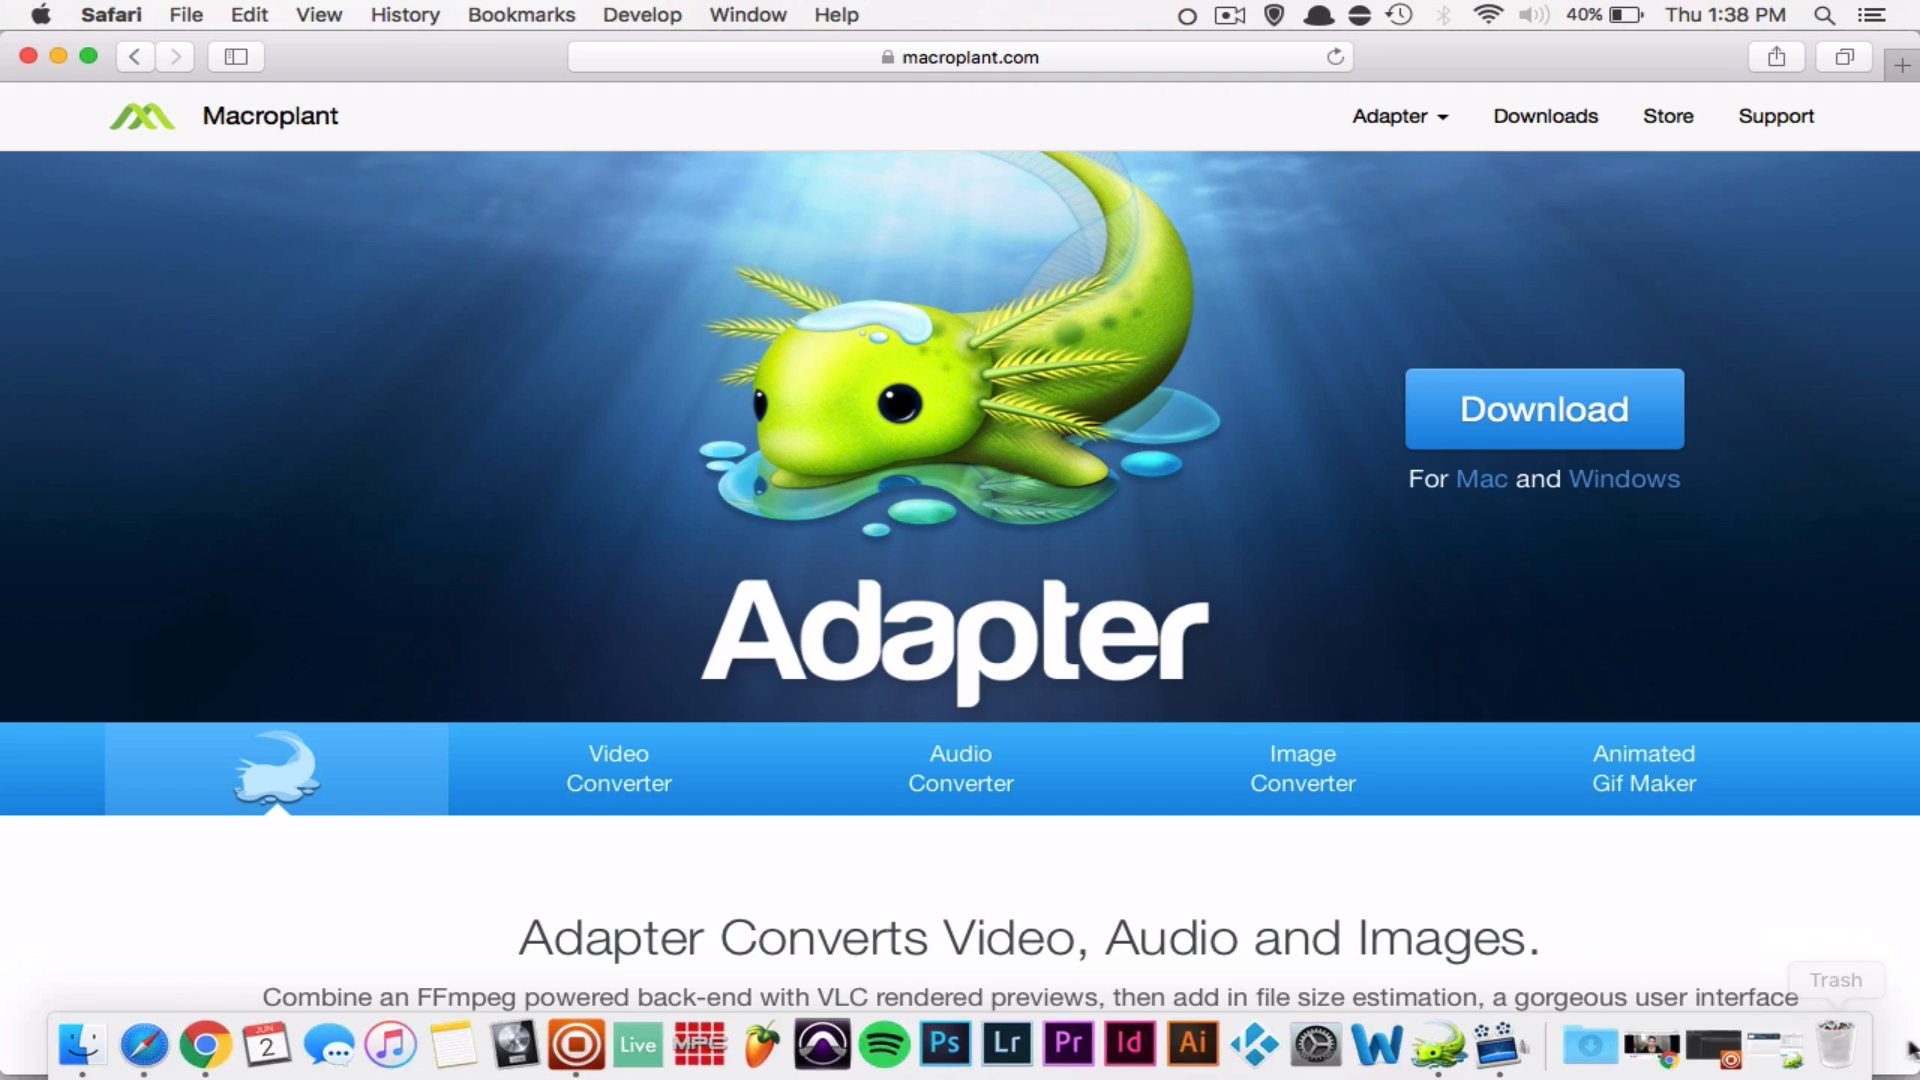 Safari File Edit View History Bookmarks Develop Window Help 40% Thu 1:38 PM
macroplant.com
Macroplant Adapter Downloads Store Support
Download
For Mac and Windows
Adapter
Video Converter
Audio Converter
Image Converter
Animated Gif Maker
Adapter Converts Video, Audio and Images.
Trash
Combine an FFmpeg powered back-end with VLC rendered previews, then add in file size estimation, a gorgeous user interface
JUN
2
Live
MPC
Ps
Lr
Pr
Id
Ai
W